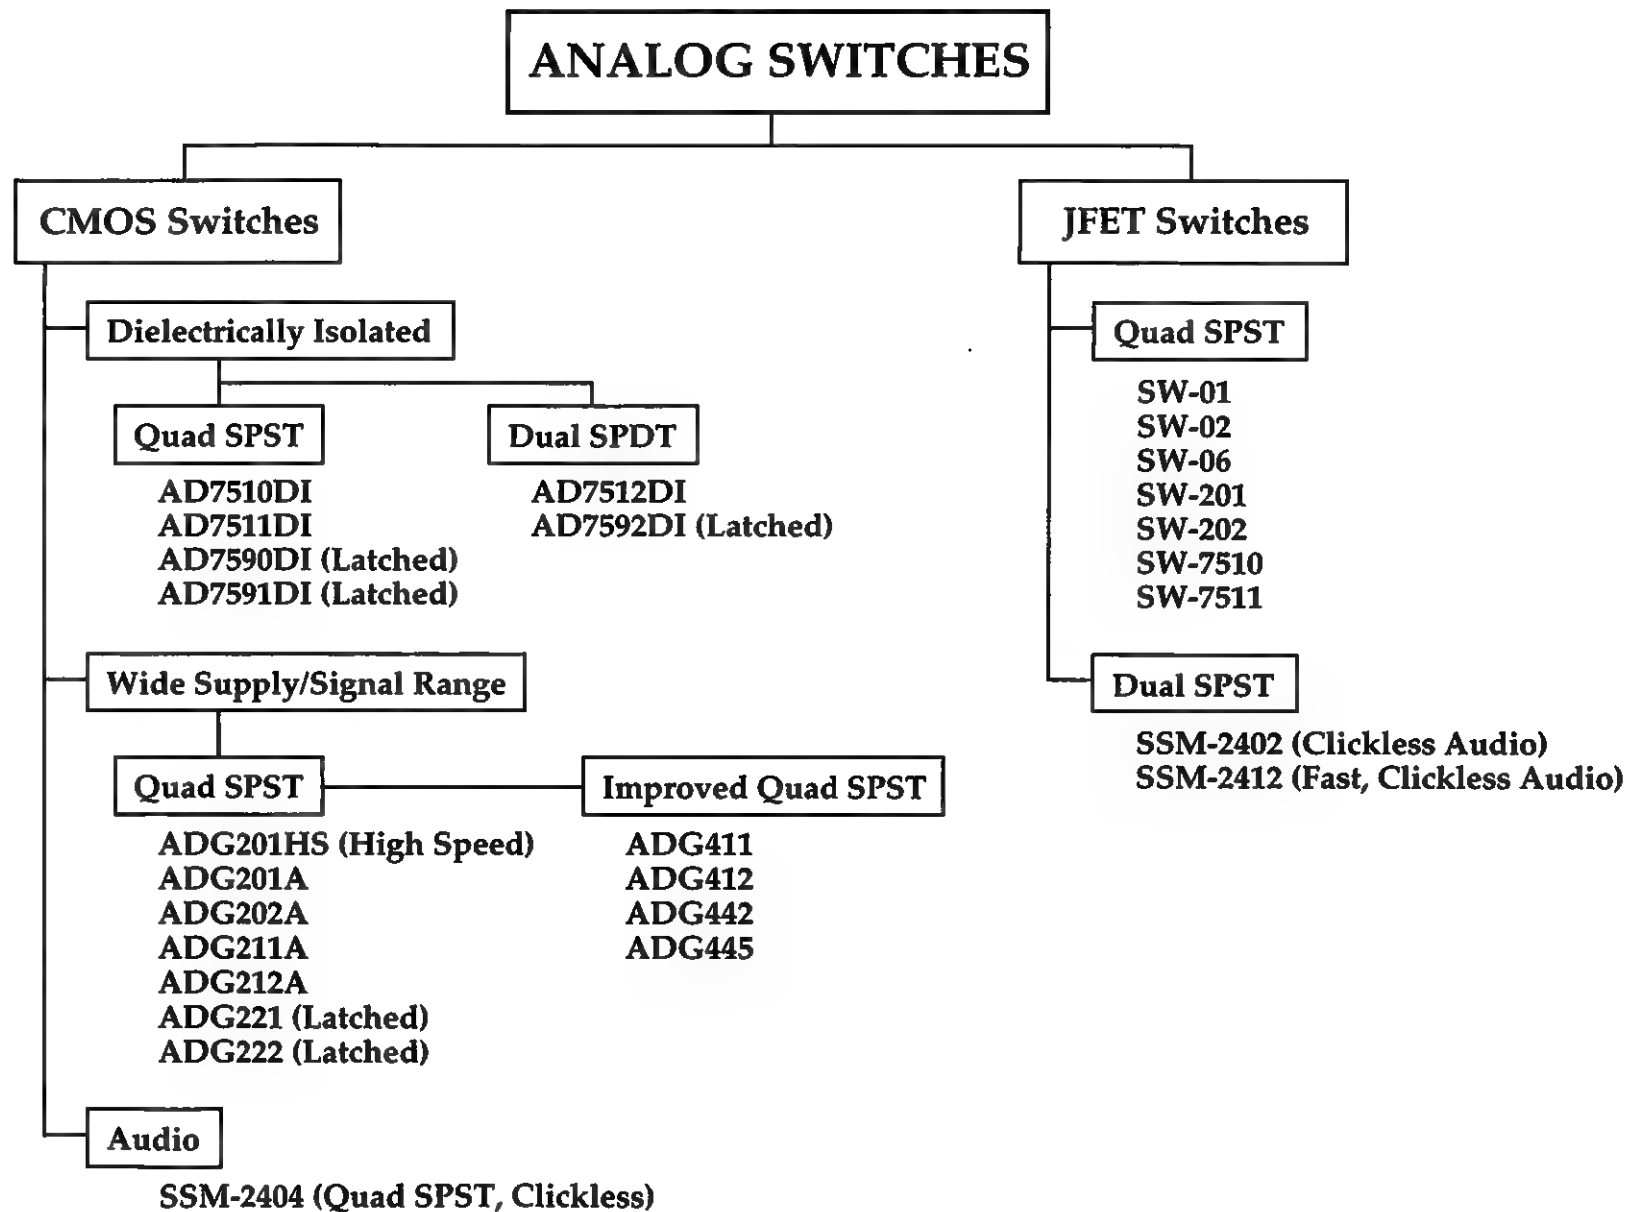 ANALOG SWITCHES
CMOS Switches
Dielectrically Isolated
Quad SPST
AD7510DI
AD7511DI
AD7590DI (Latched)
AD7591DI (Latched)
Dual SPDT
AD7512DI
AD7592DI (Latched)
Wide Supply/Signal Range
Quad SPST
ADG201HS (High Speed)
ADG201A
ADG202A
ADG211A
ADG212A
ADG221 (Latched)
ADG222 (Latched)
Improved Quad SPST
ADG411
ADG412
ADG442
ADG445
Audio
SSM-2404 (Quad SPST, Clickless)
JFET Switches
Quad SPST
SW-01
SW-02
SW-06
SW-201
SW-202
SW-7510
SW-7511
Dual SPST
SSM-2402 (Clickless Audio)
SSM-2412 (Fast, Clickless Audio)